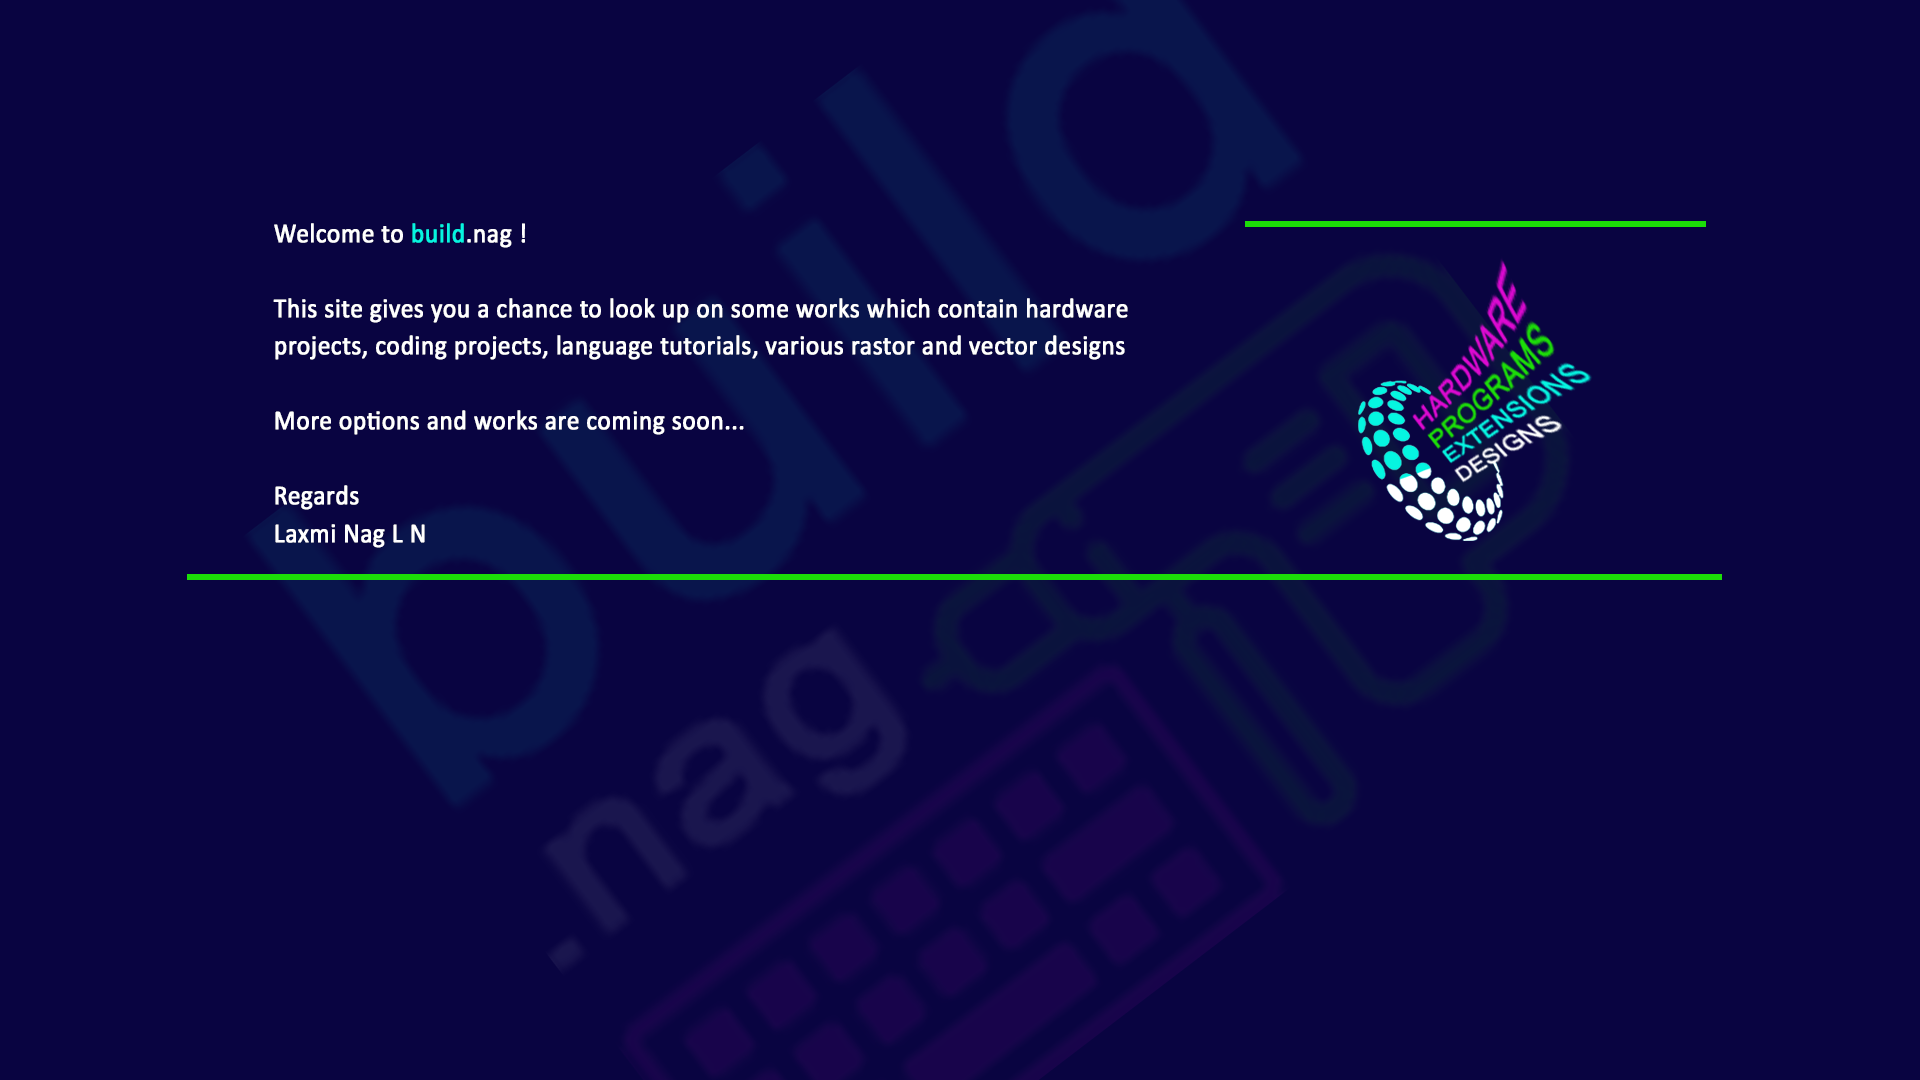 Welcome to build.nag !
This site gives you a chance to look up on some works which contain hardware
projects, coding projects, language tutorials, various rastor and vector designs
More options and works are coming soon...
Regards
Laxmi Nag L N
HARDWARE
PROGRAMS
EXTENSIONS
DESIGNS
build
.nag